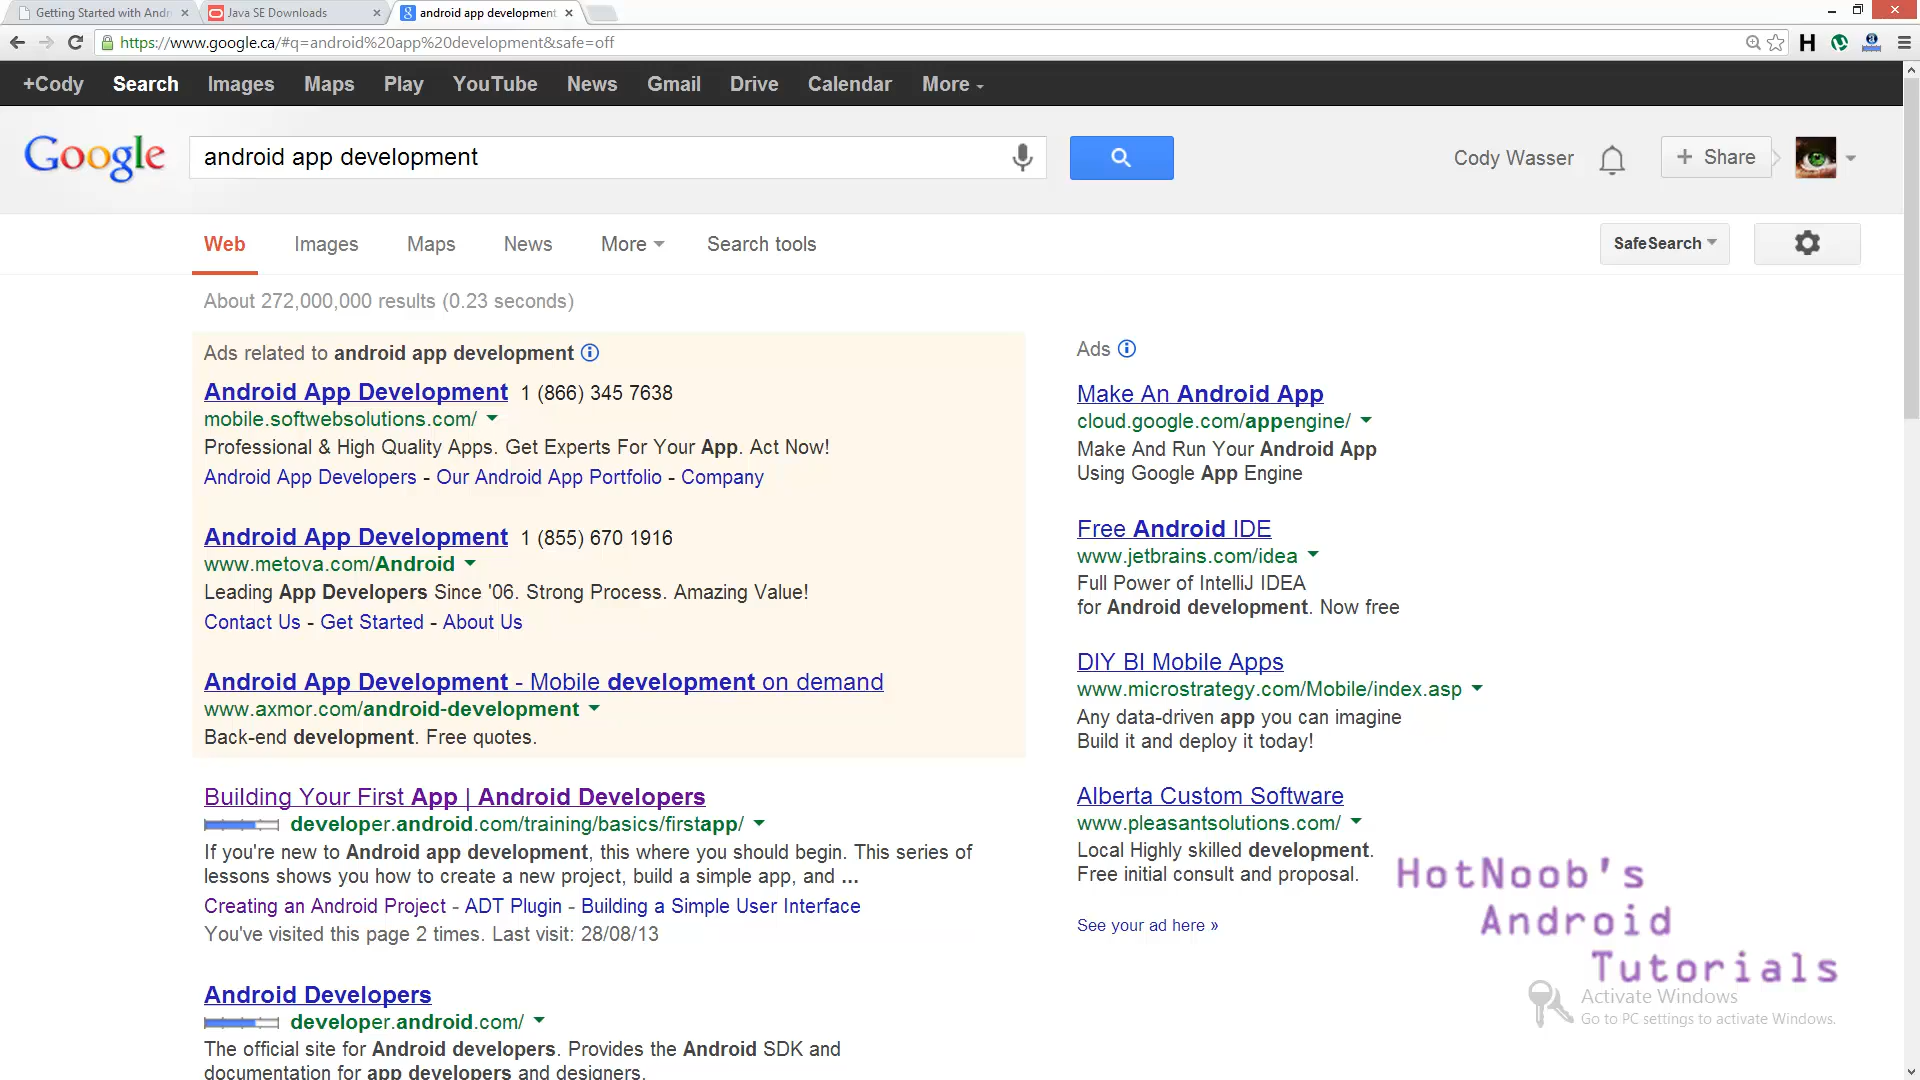 Getting Started with Andr
Java SE Downloads
android app development
https://www.google.ca/#q=android%20app%20development&safe=off
+Cody Search Images Maps Play YouTube News Gmail Drive Calendar More
Google
android app development
Cody Wasser
+ Share
Web Images Maps News More Search tools
SafeSearch
About 272,000,000 results (0.23 seconds)
Ads related to android app development
Android App Development 1 (866) 345 7638
mobile.softwebsolutions.com/
Professional & High Quality Apps. Get Experts For Your App. Act Now!
Android App Developers - Our Android App Portfolio - Company
Android App Development 1 (855) 670 1916
www.metova.com/Android
Leading App Developers Since '06. Strong Process. Amazing Value!
Contact Us - Get Started - About Us
Android App Development - Mobile development on demand
www.axmor.com/android-development
Back-end development. Free quotes.
Building Your First App | Android Developers
developer.android.com/training/basics/firstapp/
If you're new to Android app development, this where you should begin. This series of
lessons shows you how to create a new project, build a simple app, and ...
Creating an Android Project - ADT Plugin - Building a Simple User Interface
You've visited this page 2 times. Last visit: 28/08/13
Android Developers
developer.android.com/
The official site for Android developers. Provides the Android SDK and
documentation for app developers and designers.
Ads
Make An Android App
cloud.google.com/appengine/
Make And Run Your Android App
Using Google App Engine
Free Android IDE
www.jetbrains.com/idea
Full Power of IntelliJ IDEA
for Android development. Now free
DIY BI Mobile Apps
www.microstrategy.com/Mobile/index.asp
Any data-driven app you can imagine
Build it and deploy it today!
Alberta Custom Software
www.pleasantsolutions.com/
Local Highly skilled development.
Free initial consult and proposal.
See your ad here »
HotNoob's
Android
Tutorials
Activate Windows
Go to PC settings to activate Windows.